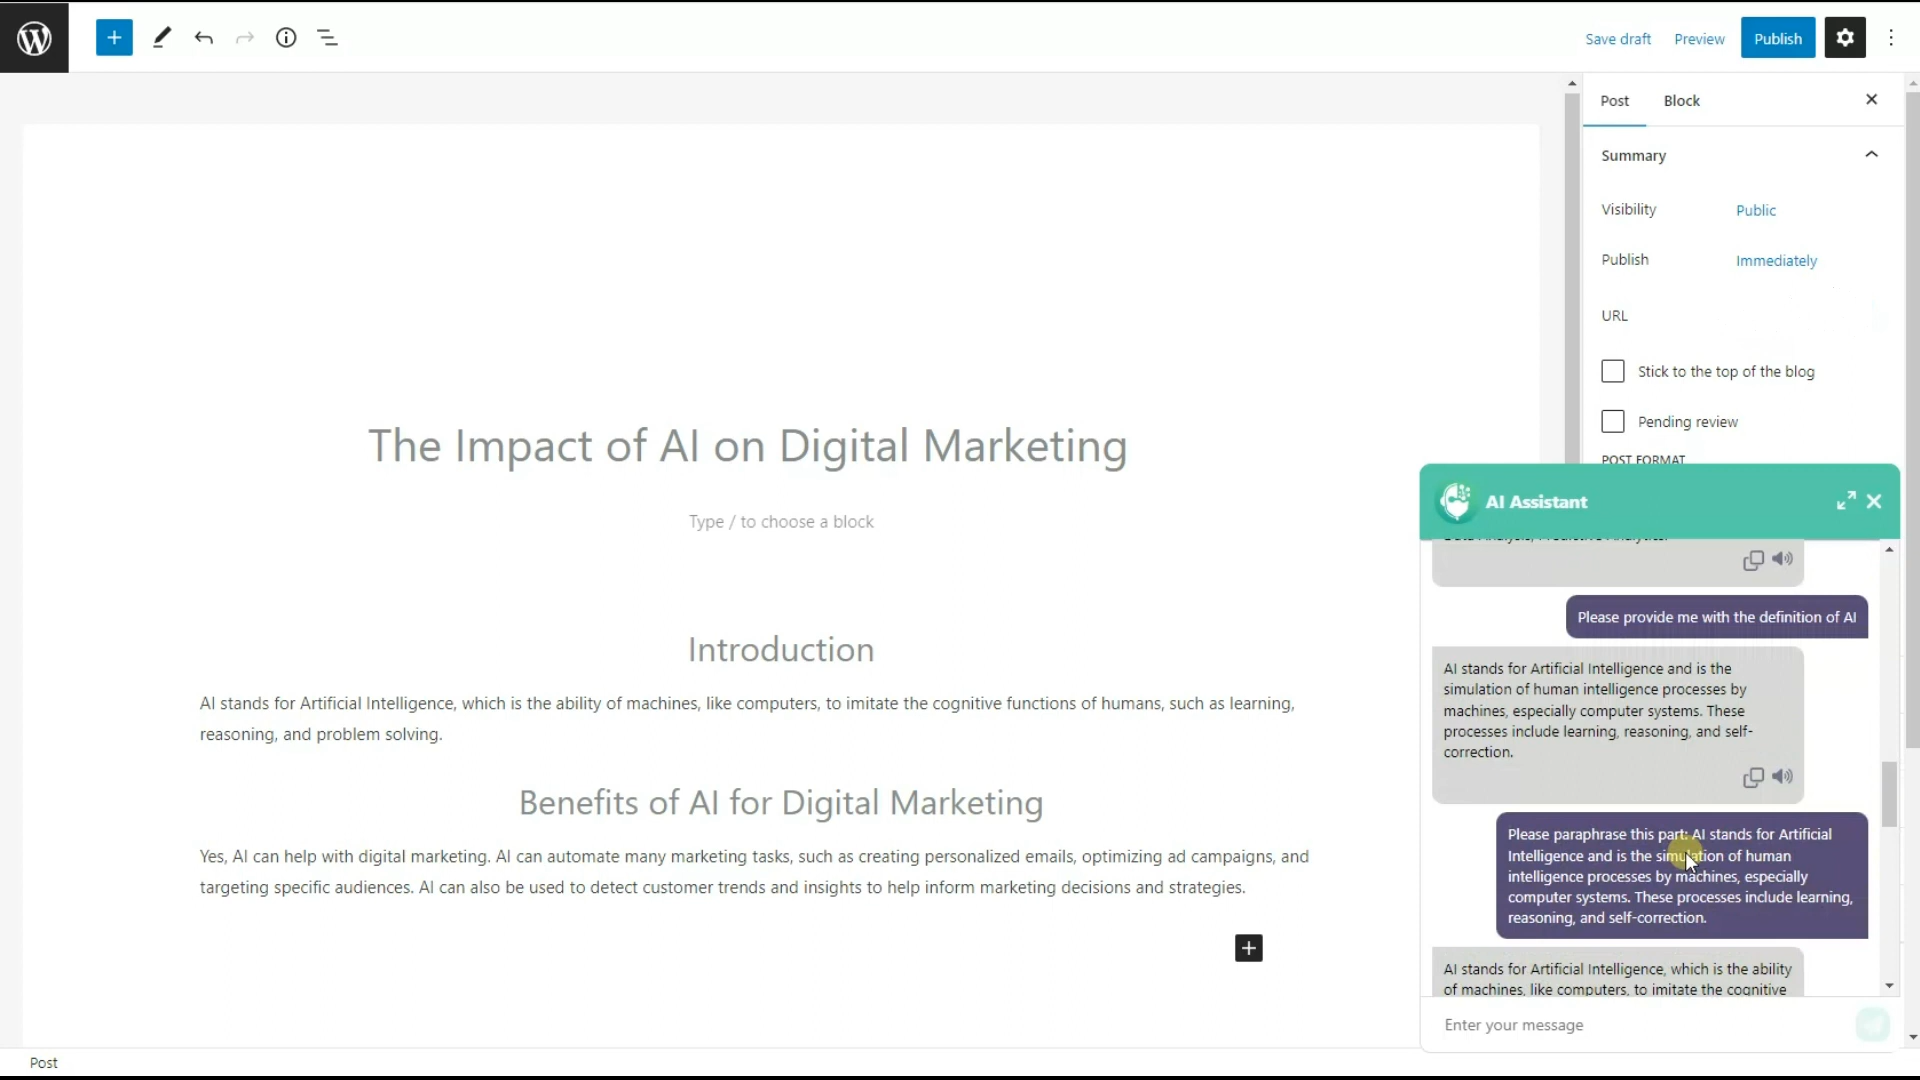 Save draft
Preview
Publish
Post
Block
Summary
Visibility
Public
Publish
Immediately
URL
Stick to the top of the blog
Pending review
POST FORMAT
The Impact of AI on Digital Marketing
Type / to choose a block
Introduction
AI stands for Artificial Intelligence, which is the ability of machines, like computers, to imitate the cognitive functions of humans, such as learning,
reasoning, and problem solving.
Benefits of AI for Digital Marketing
Yes, AI can help with digital marketing. AI can automate many marketing tasks, such as creating personalized emails, optimizing ad campaigns, and
targeting specific audiences. AI can also be used to detect customer trends and insights to help inform marketing decisions and strategies.
AI Assistant
Data Analysis, Predictive Analytics.
Please provide me with the definition of AI
AI stands for Artificial Intelligence and is the
simulation of human intelligence processes by
machines, especially computer systems. These
processes include learning, reasoning, and self-
correction.
Please paraphrase this part: AI stands for Artificial
Intelligence and is the simulation of human
intelligence processes by machines, especially
computer systems. These processes include learning,
reasoning, and self-correction.
AI stands for Artificial Intelligence, which is the ability
of machines, like computers, to imitate the cognitive
Enter your message
Post